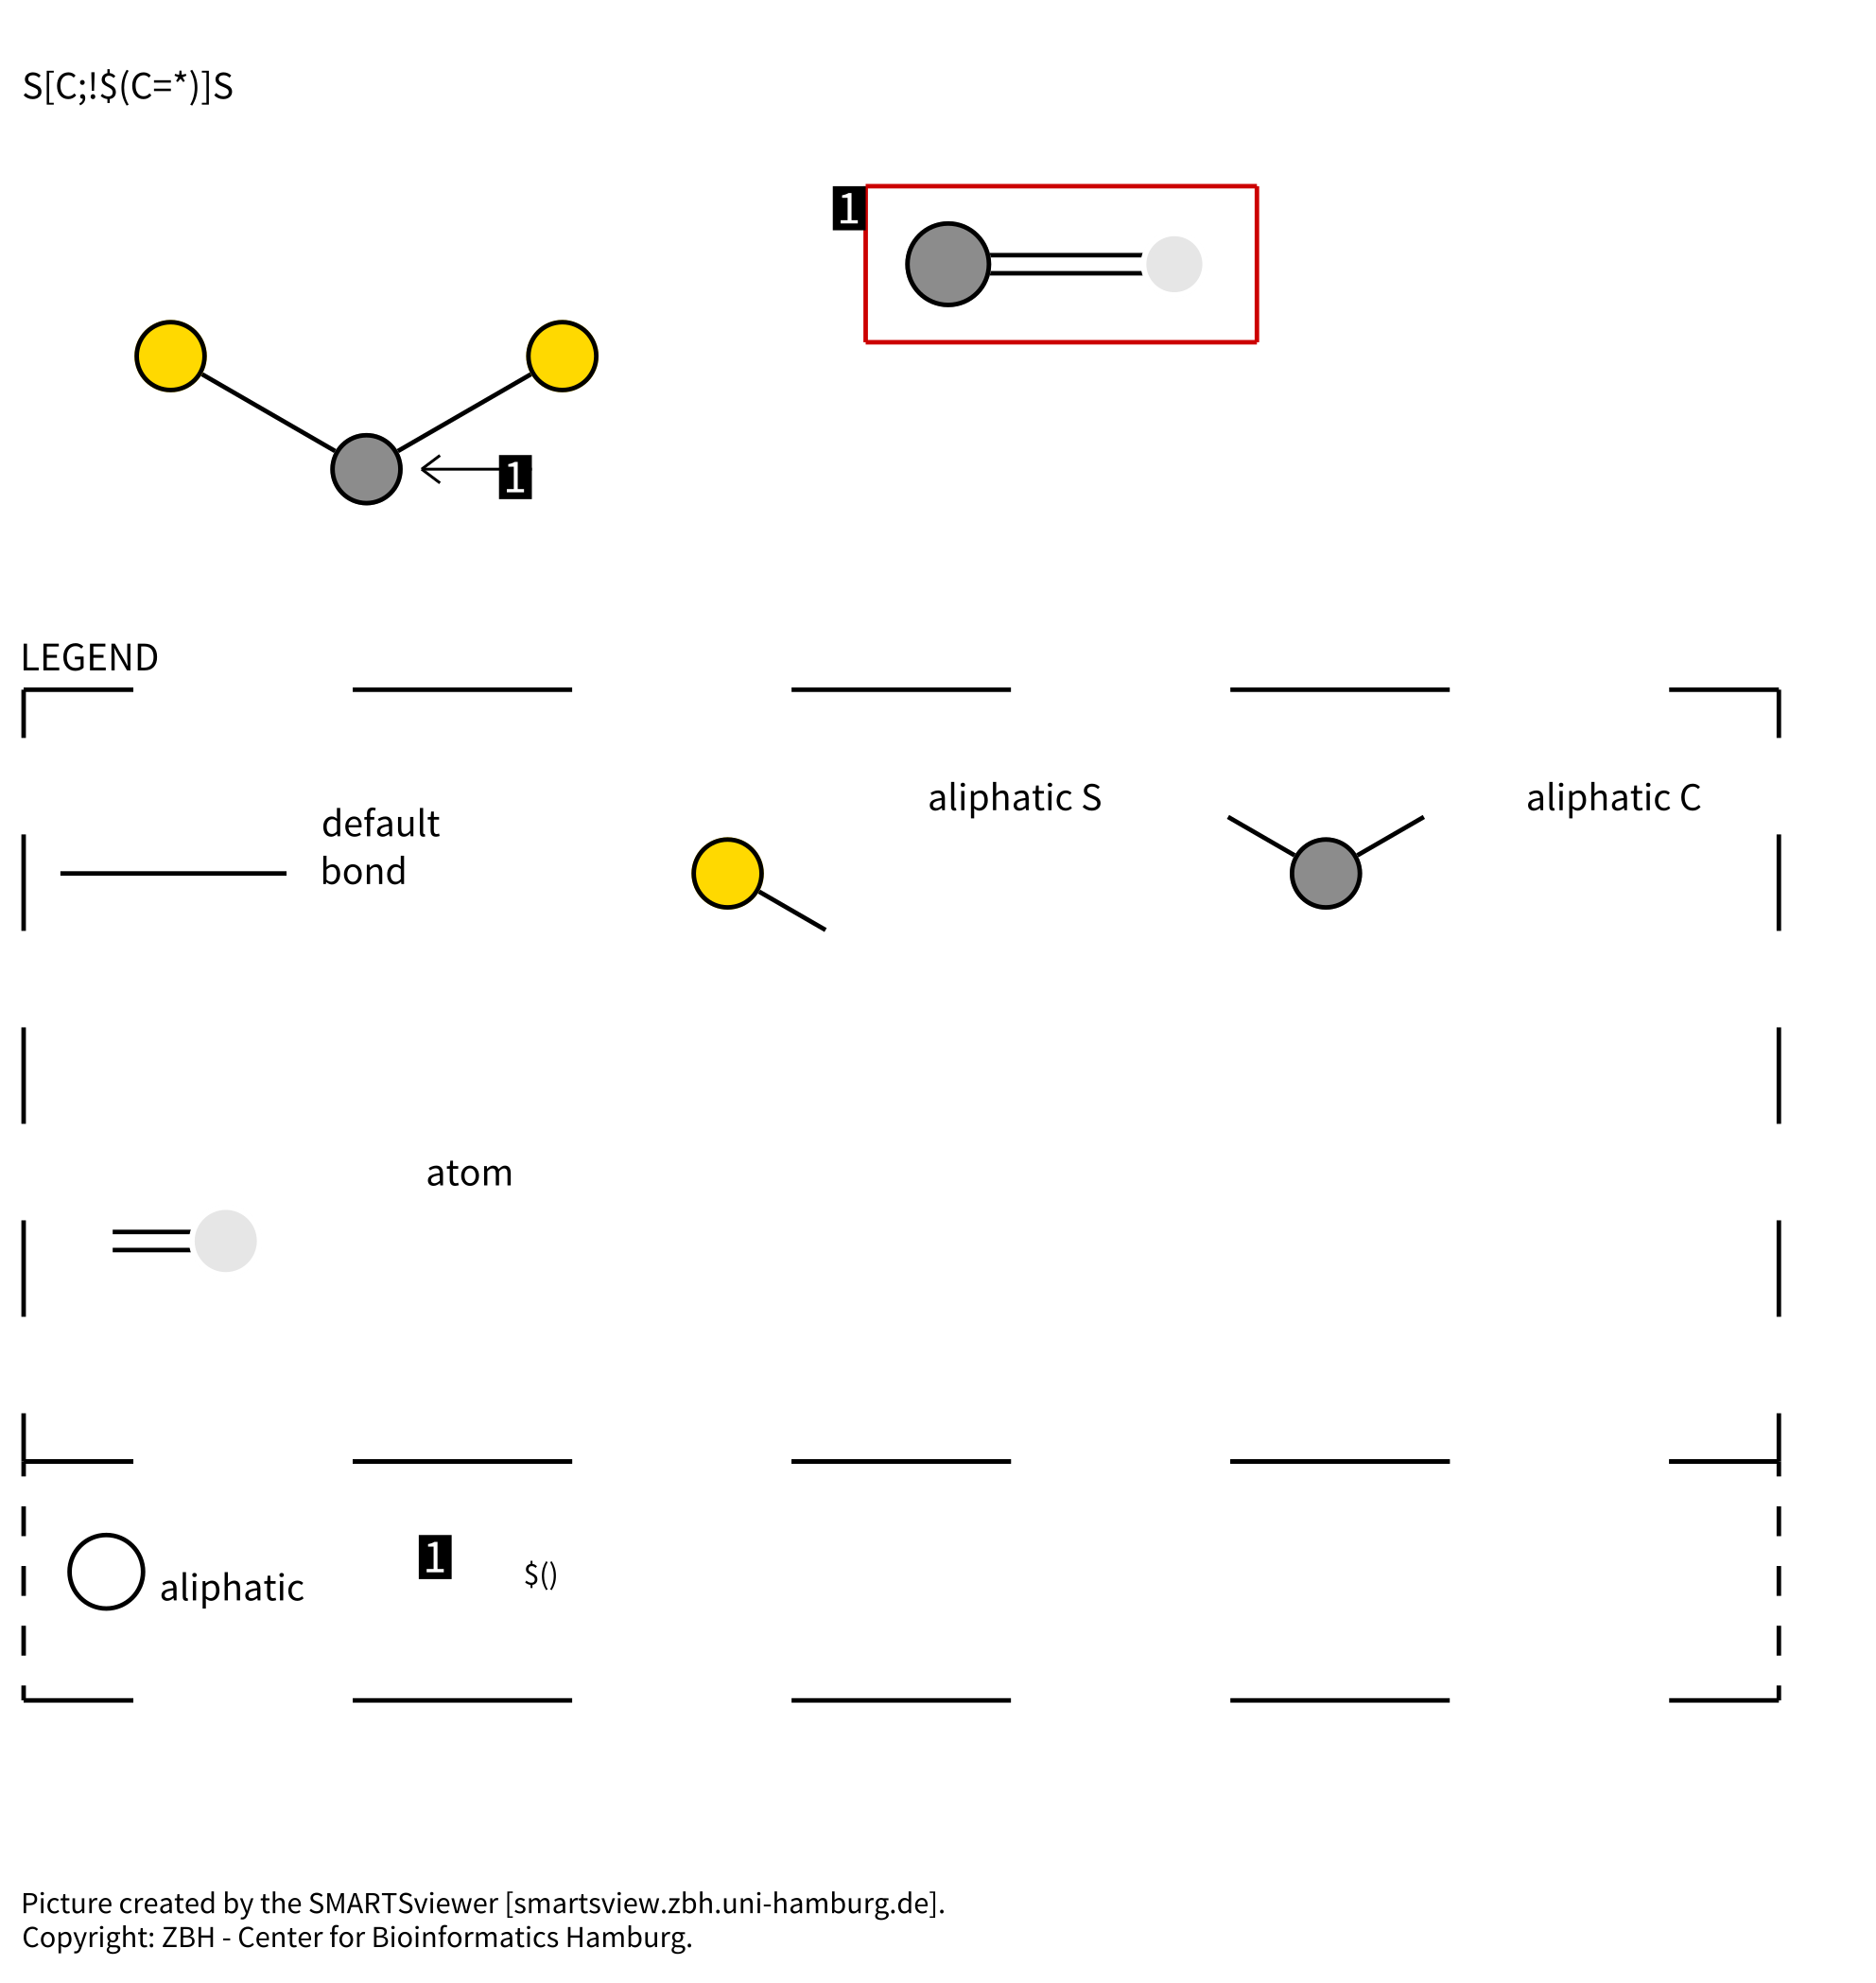 S[C;!$(C=*)]S
1
1
LEGEND
default
bond
aliphatic S
aliphatic C
atom
aliphatic
1
$()
Picture created by the SMARTSviewer [smartsview.zbh.uni-hamburg.de].
Copyright: ZBH - Center for Bioinformatics Hamburg.